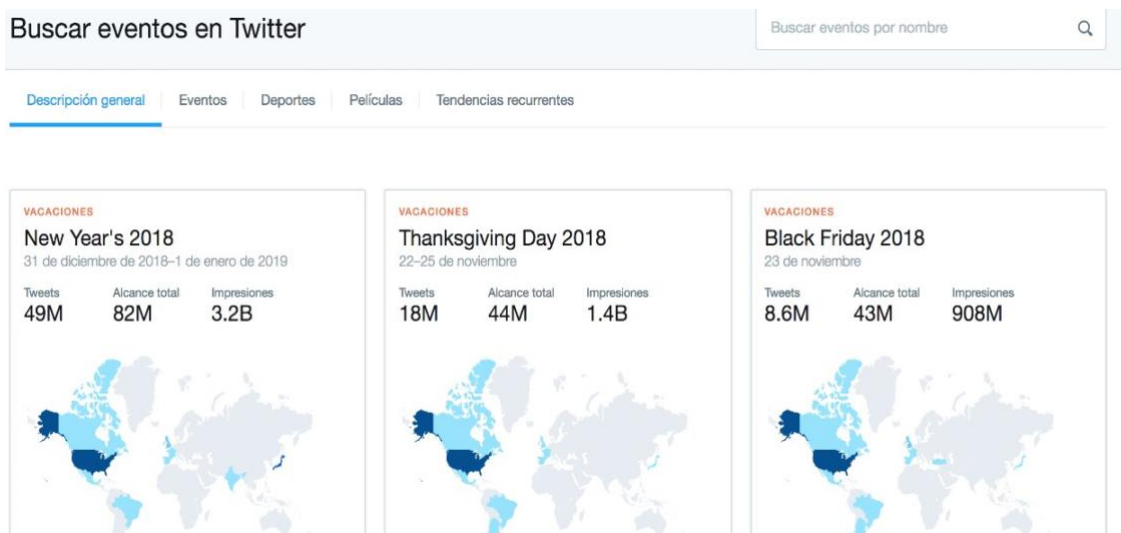 Buscar eventos en Twitter
Buscar eventos por nombre
Descripción general Eventos Deportes Películas Tendencias recurrentes
VACACIONES
New Year's 2018
31 de diciembre de 2018–1 de enero de 2019
Tweets Alcance total Impresiones
49M 82M 3.2B
VACACIONES
Thanksgiving Day 2018
22–25 de noviembre
Tweets Alcance total Impresiones
18M 44M 1.4B
VACACIONES
Black Friday 2018
23 de noviembre
Tweets Alcance total Impresiones
8.6M 43M 908M